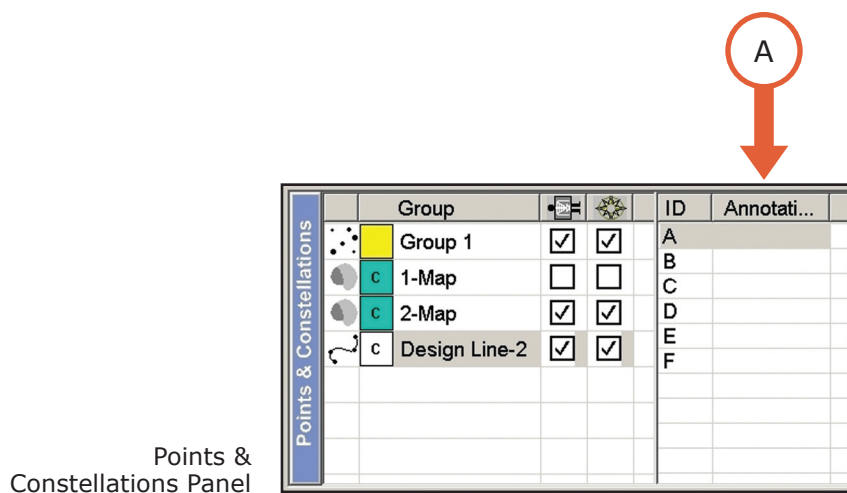 A
Points & Constellations
Group
ID
Annotati...
Group 1
C 1-Map
C 2-Map
C Design Line-2
A
B
C
D
E
F
Points &
Constellations Panel